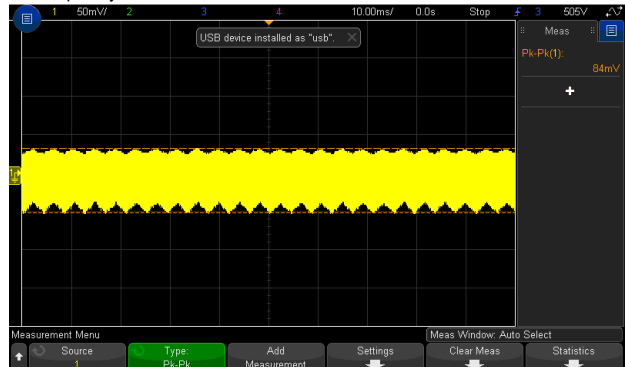 1 50mV/ 2 3 4 10.00ms/ 0.0s Stop 3 505V
USB device installed as "usb".
Meas
Pk-Pk(1):
84mV
+
1
Measurement Menu
Meas Window: Auto Select
Source
1
Type:
Pk-Pk
Add
Measurement
Settings
Clear Meas
Statistics